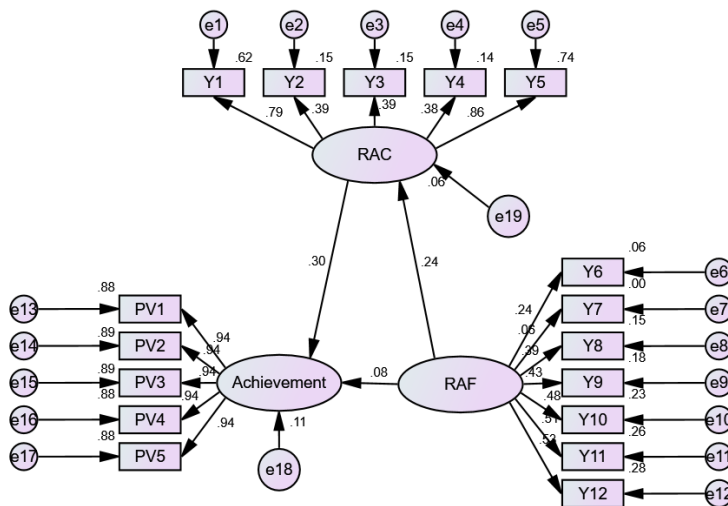 e1 e2 e3 e4 e5
.62 .15 .15 .14 .74
Y1 Y2 Y3 Y4 Y5
.79 .39 .39 .38 .86
RAC
.06
e19
.30 .24
.88 .89 .89 .88 .88
e13 PV1
e14 PV2
e15 PV3
e16 PV4
e17 PV5
.94 .94 .94 .94 .94
Achievement
.08
RAF
.11
e18
.24 .06 .39 .43 .48 .51 .53
.06
Y6 e6
.00
Y7 e7
.15
Y8 e8
.18
Y9 e9
.23
Y10 e10
.26
Y11 e11
.28
Y12 e12